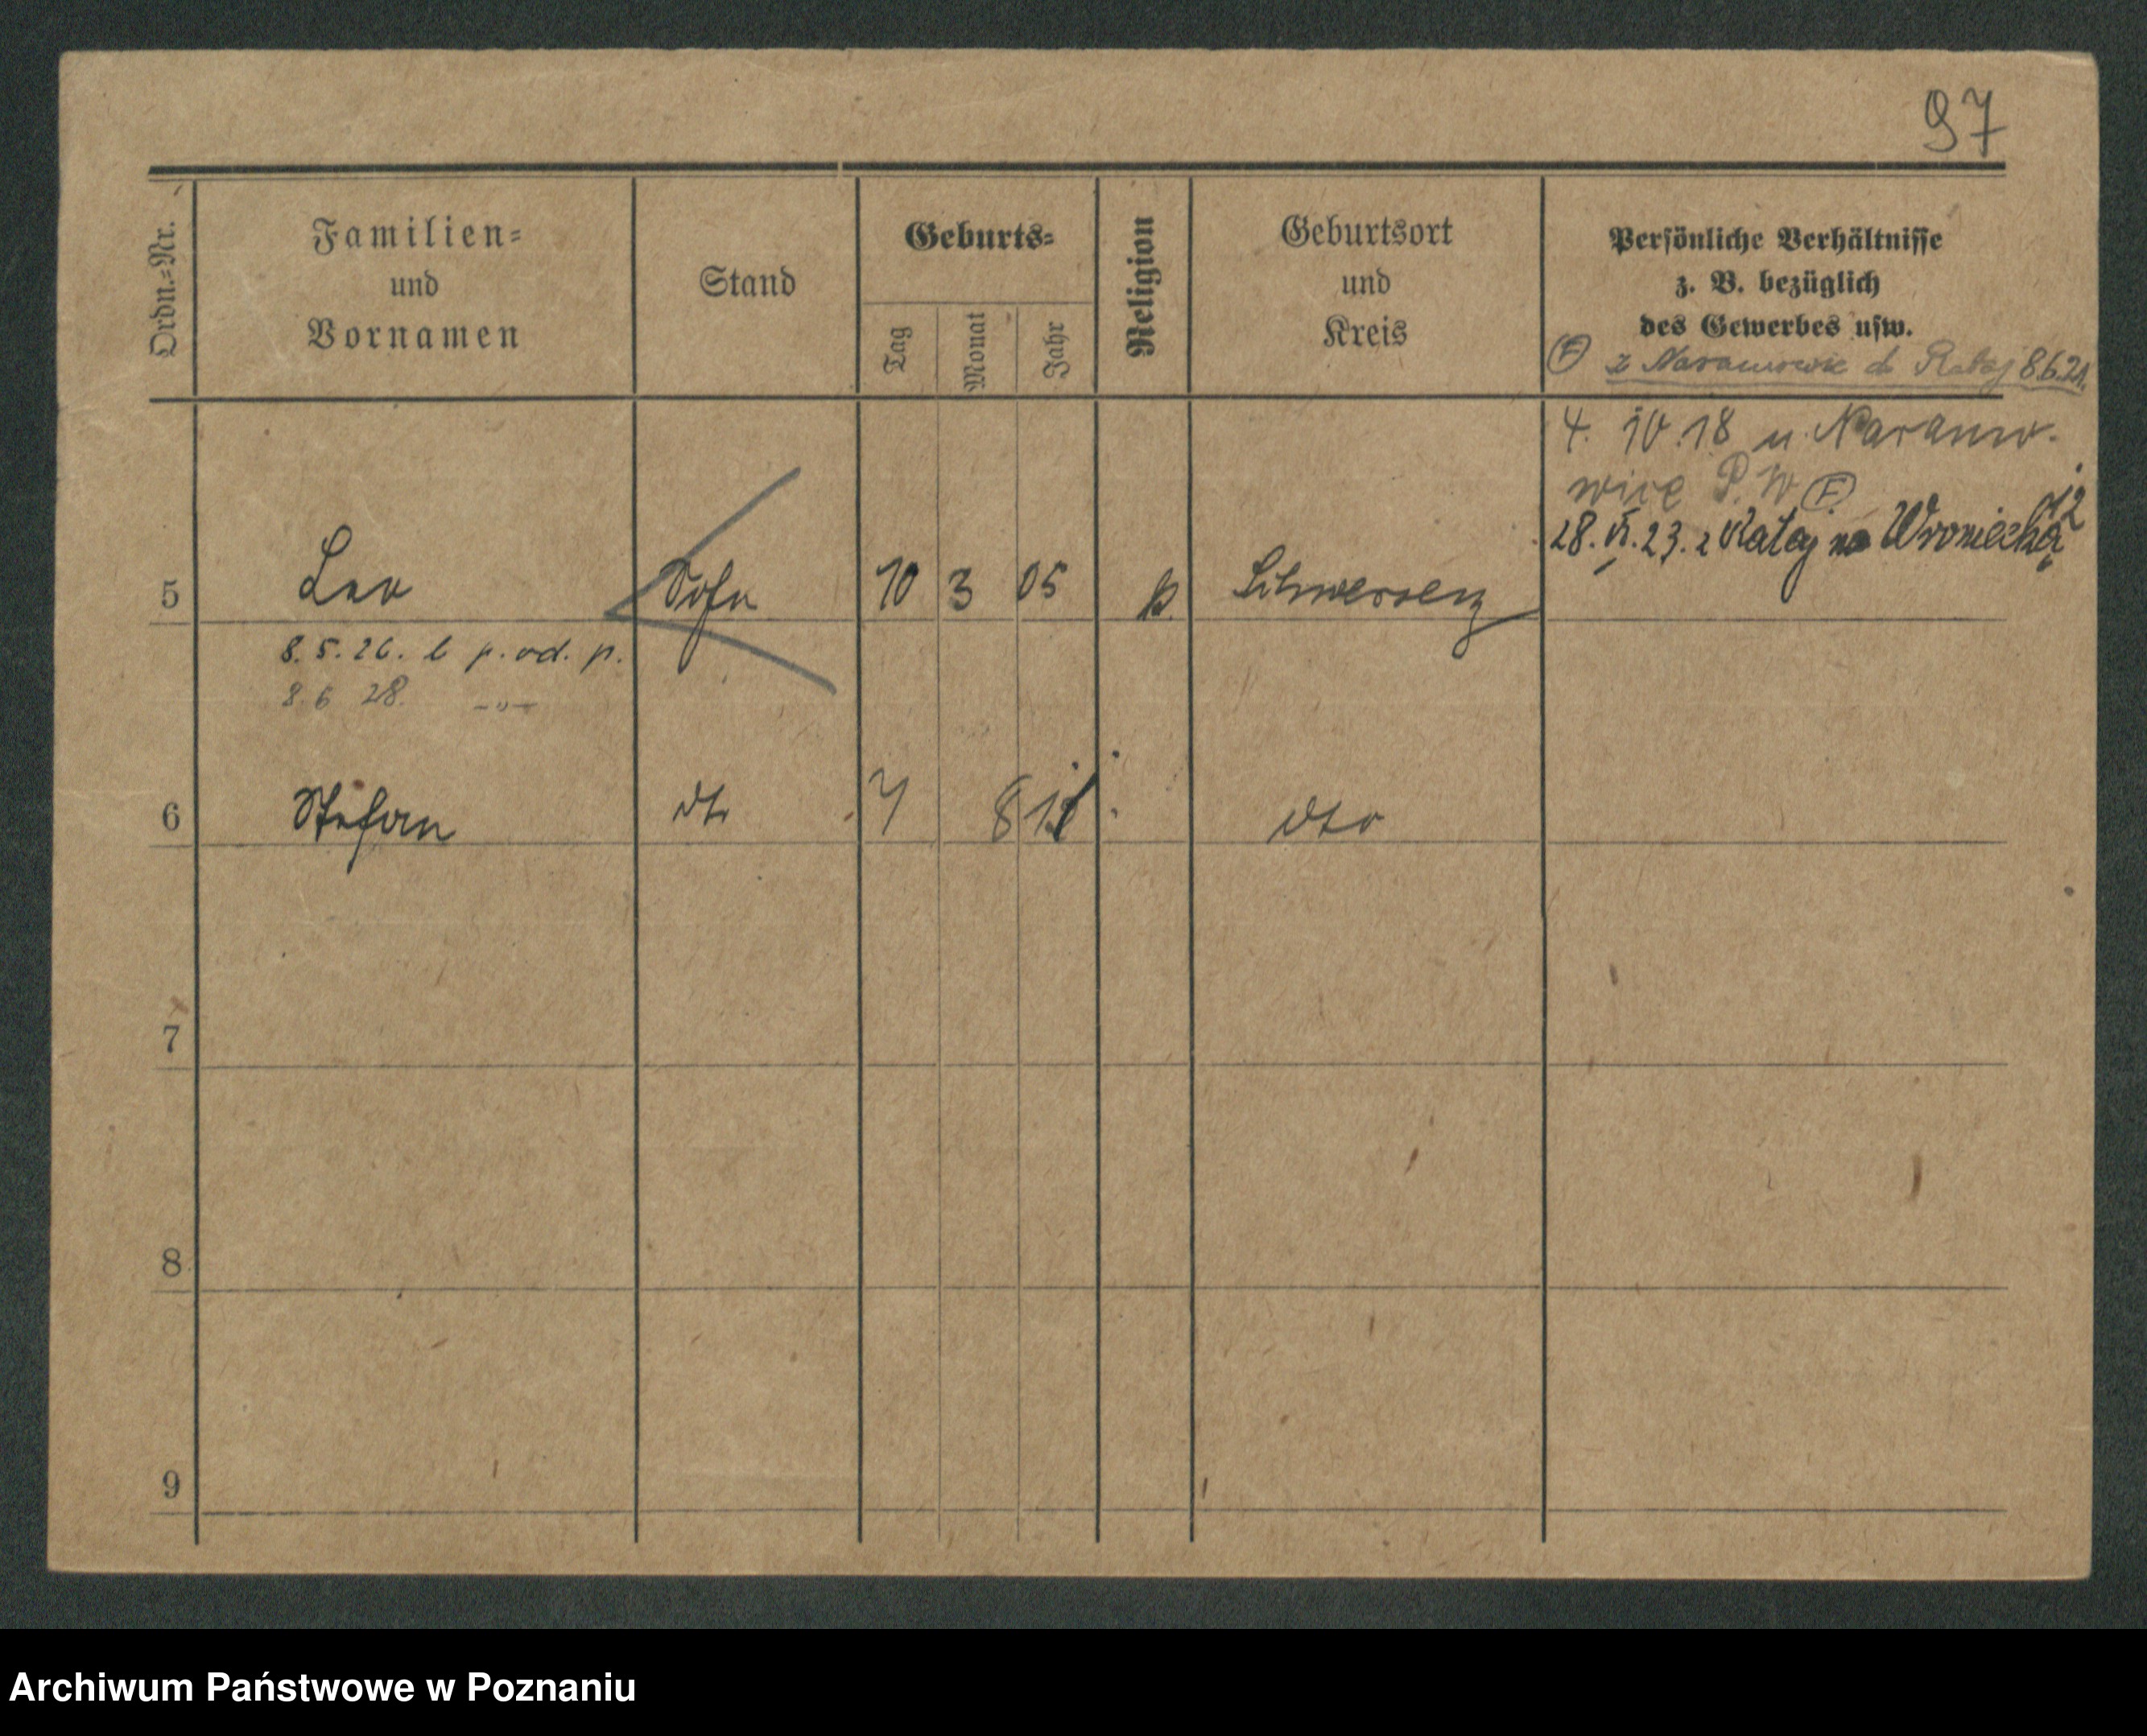 97
Ordn.-Nr.
Familien-
und
Vornamen
Stand
Geburts-
Tag
Monat
Jahr
Religion
Geburtsort
und
Kreis
Persönliche Verhältnisse
z. B. bezüglich
des Gewerbes usw.
F z Naramowic do Rataj 8.6.21.
4. 10. 18 n. Naramo-
wice P. W F
28. VI. 23. z Rataj na Wroniecką 12
5 Leo Sohn 10 3 05 k. Schwersenz
8. 5. 26. b p. od. p.
8. 6 28. -"-
6 Stefan dto 7 8 11 dto
7
8
9
Archiwum Państwowe w Poznaniu